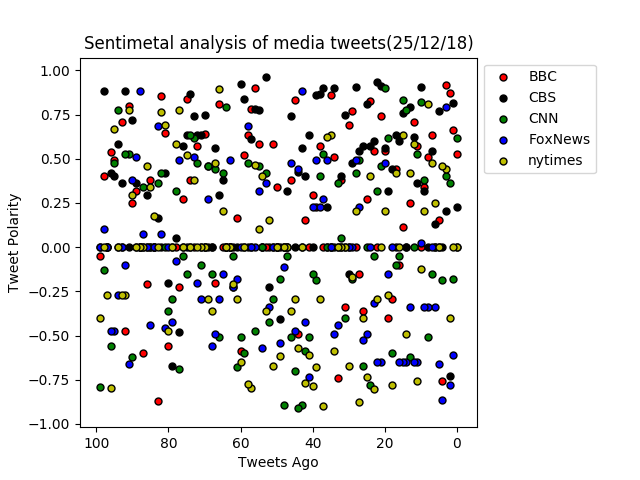 Sentimetal analysis of media tweets(25/12/18)
1.00
0.75
0.50
0.25
0.00
−0.25
−0.50
−0.75
−1.00
Tweet Polarity
100
80
60
40
20
0
Tweets Ago
BBC
CBS
CNN
FoxNews
nytimes